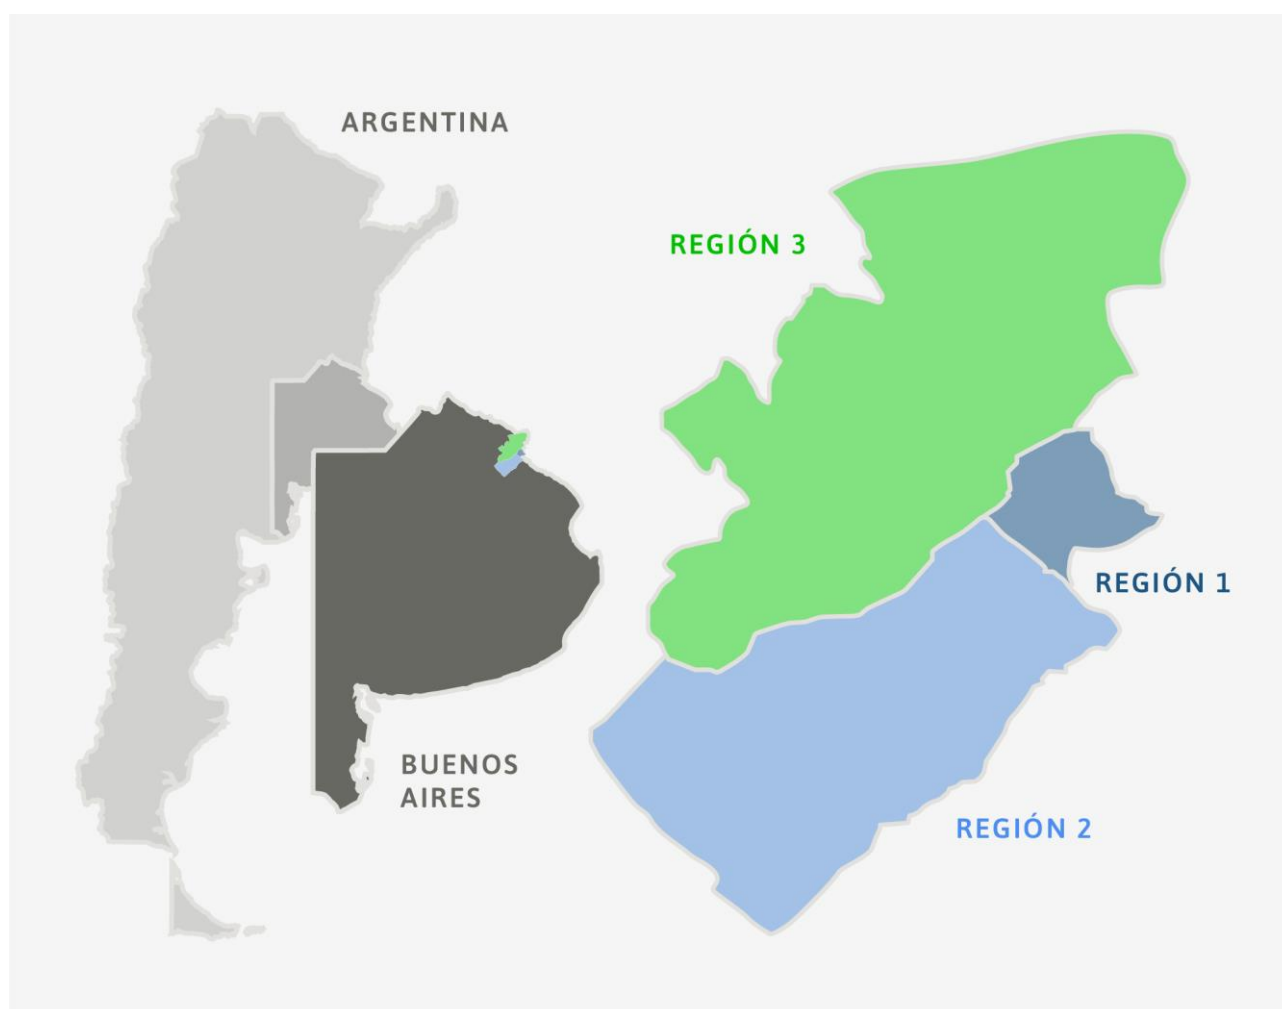 ARGENTINA
REGIÓN 3
REGIÓN 1
BUENOS
AIRES
REGIÓN 2